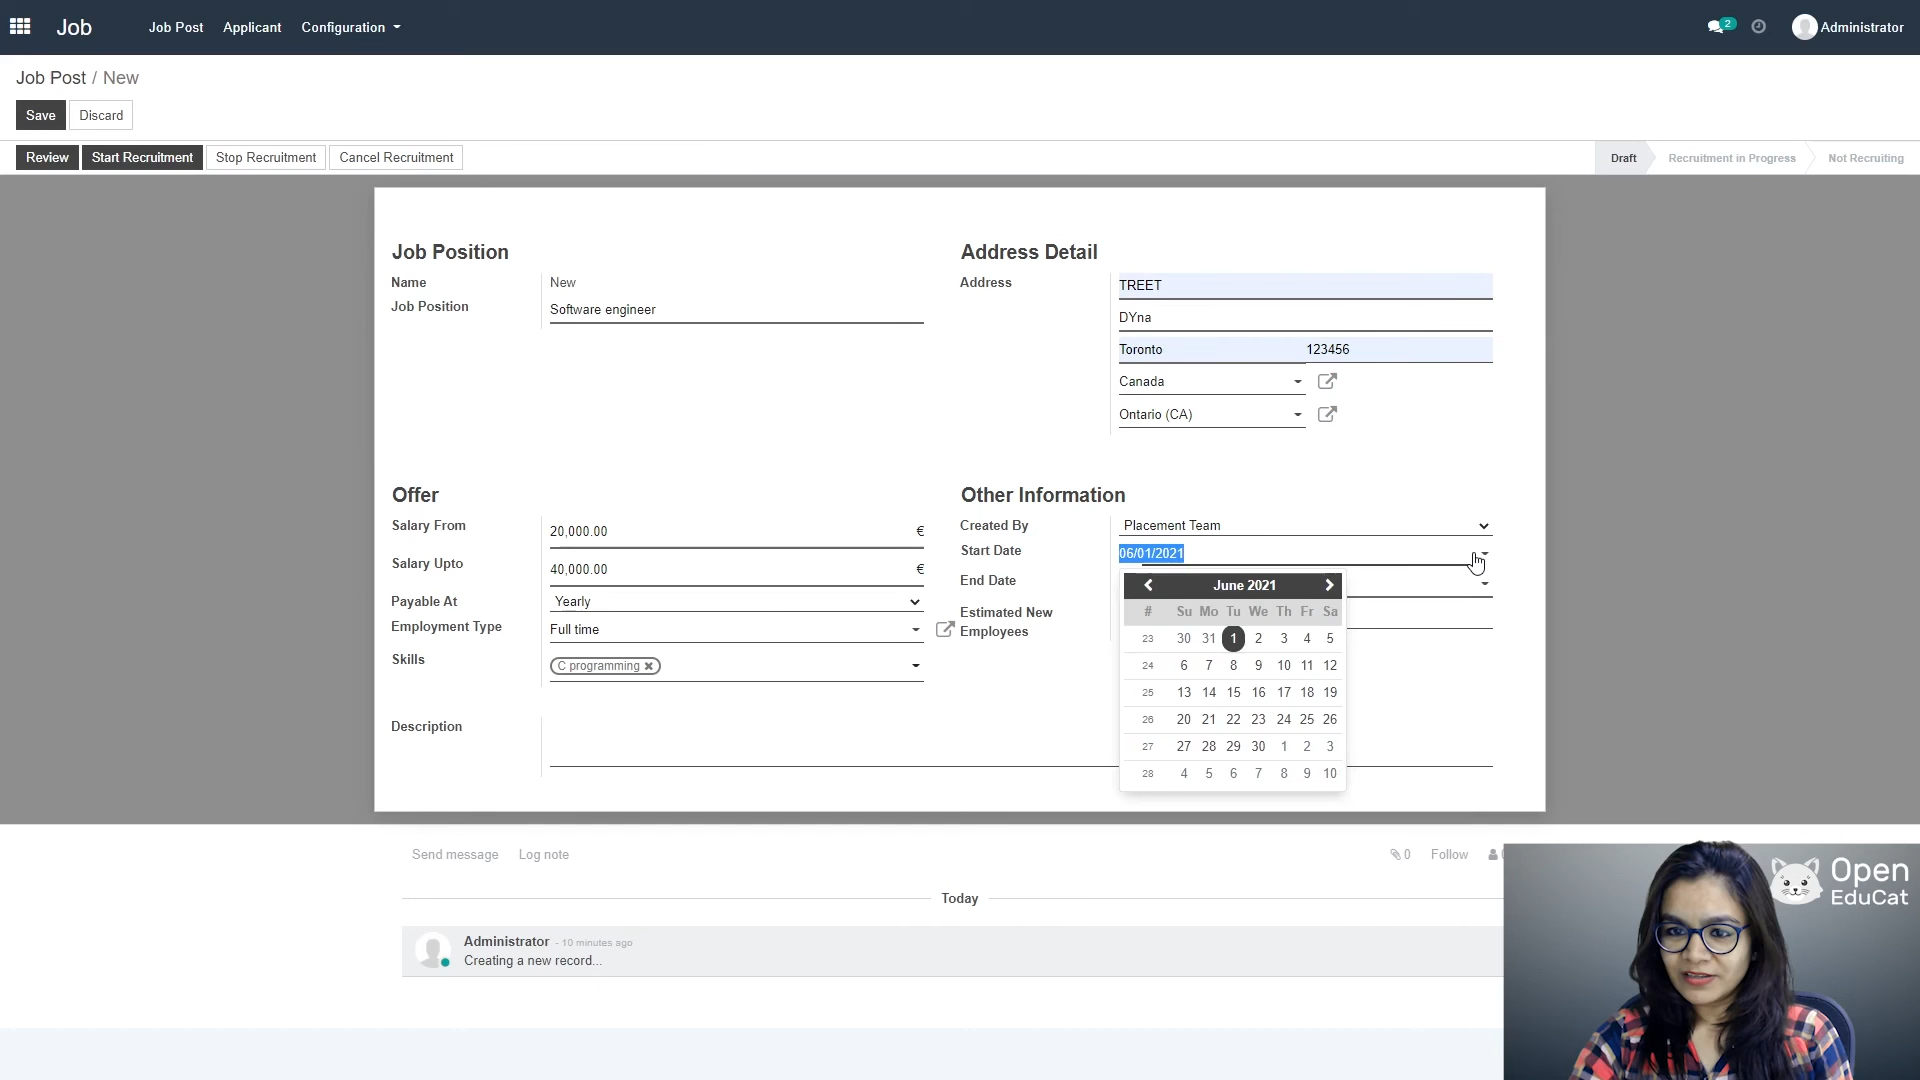 Job
Job Post
Applicant
Configuration
2
Administrator
Job Post / New
Save
Discard
Review
Start Recruitment
Stop Recruitment
Cancel Recruitment
Draft
Recruitment in Progress
Not Recruiting
Job Position
Name
New
Job Position
Software engineer
Address Detail
Address
TREET
DYna
Toronto
123456
Canada
Ontario (CA)
Offer
Salary From
20,000.00 €
Salary Upto
40,000.00 €
Payable At
Yearly
Employment Type
Full time
Skills
C programming
Description
Other Information
Created By
Placement Team
Start Date
06/01/2021
End Date
Estimated New
Employees
June 2021
# Su Mo Tu We Th Fr Sa
23 30 31 1 2 3 4 5
24 6 7 8 9 10 11 12
25 13 14 15 16 17 18 19
26 20 21 22 23 24 25 26
27 27 28 29 30 1 2 3
28 4 5 6 7 8 9 10
Send message
Log note
0
Follow
Today
Administrator - 10 minutes ago
Creating a new record...
Open
EduCat